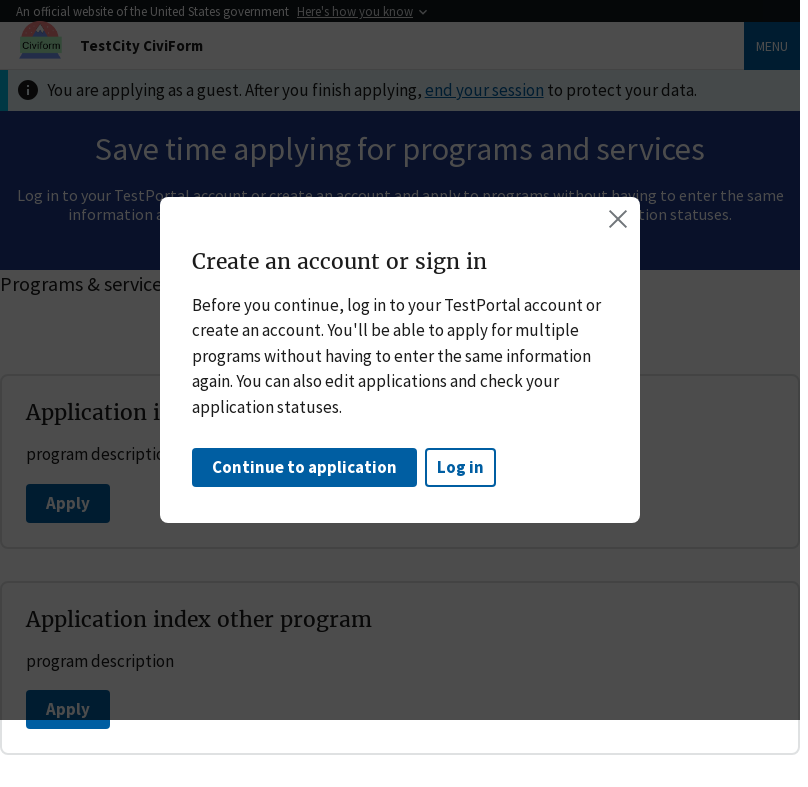 An official website of the United States government Here's how you know
Civiform
TestCity CiviForm
MENU
You are applying as a guest. After you finish applying, end your session to protect your data.
Save time applying for programs and services
Log in to your TestPortal account or create an account and apply to programs without having to enter the same
information
tion statuses.
Create an account or sign in
Before you continue, log in to your TestPortal account or
create an account. You'll be able to apply for multiple
programs without having to enter the same information
again. You can also edit applications and check your
application statuses.
Continue to application
Log in
Programs & service
Application i
program descriptio
Apply
Application index other program
program description
Apply